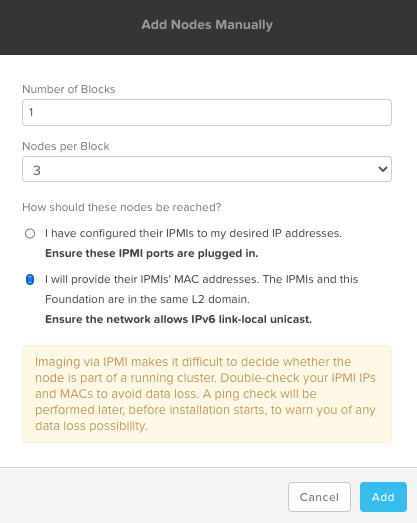 Add Nodes Manually
Number of Blocks
1
Nodes per Block
3
How should these nodes be reached?
I have configured their IPMIs to my desired IP addresses.
Ensure these IPMI ports are plugged in.
I will provide their IPMIs' MAC addresses. The IPMIs and this
Foundation are in the same L2 domain.
Ensure the network allows IPv6 link-local unicast.
Imaging via IPMI makes it difficult to decide whether the
node is part of a running cluster. Double-check your IPMI IPs
and MACs to avoid data loss. A ping check will be
performed later, before installation starts, to warn you of any
data loss possibility.
Cancel
Add